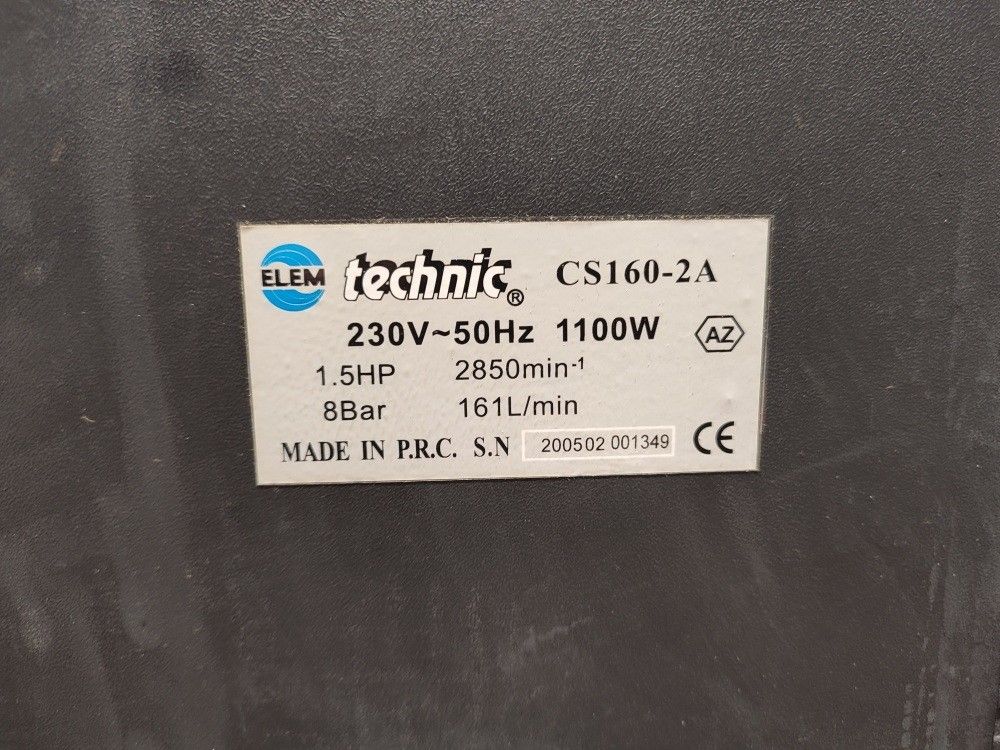 ELEM technic® CS160-2A
230V~50Hz 1100W AZ
1.5HP 2850min-1
8Bar 161L/min
MADE IN P.R.C. S.N 200502 001349 CE